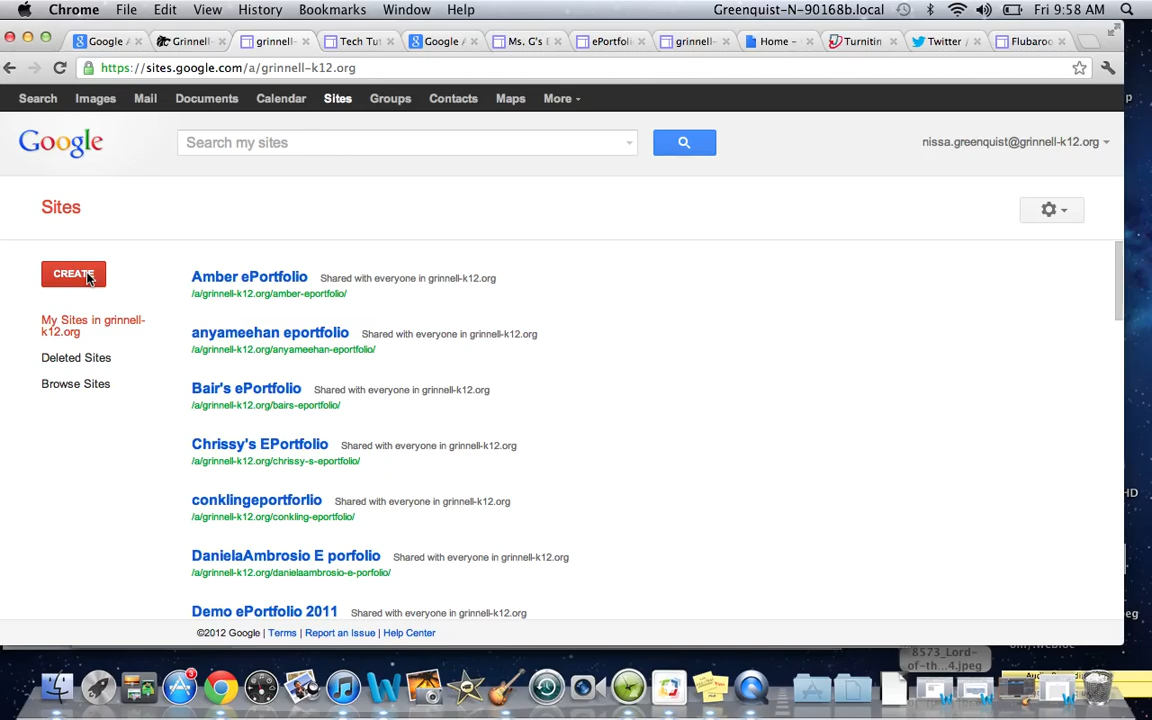 Chrome File Edit View History Bookmarks Window Help Greenquist-N-90168b.local Fri 9:58 AM
Google A Grinnell- grinnell- Tech Tut Google A Ms. G's E ePortfoli grinnell- Home - Turnitin Twitter / Flubaroo
https://sites.google.com/a/grinnell-k12.org
Search Images Mail Documents Calendar Sites Groups Contacts Maps More
Google Search my sites nissa.greenquist@grinnell-k12.org
Sites
CREATE
My Sites in grinnell-
k12.org
Deleted Sites
Browse Sites
Amber ePortfolio Shared with everyone in grinnell-k12.org
/a/grinnell-k12.org/amber-eportfolio/
anyameehan eportfolio Shared with everyone in grinnell-k12.org
/a/grinnell-k12.org/anyameehan-eportfolio/
Bair's ePortfolio Shared with everyone in grinnell-k12.org
/a/grinnell-k12.org/bairs-eportfolio/
Chrissy's EPortfolio Shared with everyone in grinnell-k12.org
/a/grinnell-k12.org/chrissy-s-eportfolio/
conklingeportforlio Shared with everyone in grinnell-k12.org
/a/grinnell-k12.org/conkling-eportfolio/
DanielaAmbrosio E porfolio Shared with everyone in grinnell-k12.org
/a/grinnell-k12.org/danielaambrosio-e-porfolio/
Demo ePortfolio 2011 Shared with everyone in grinnell-k12.org
©2012 Google | Terms | Report an Issue | Help Center
8573_Lord-
of-th...4.jpeg